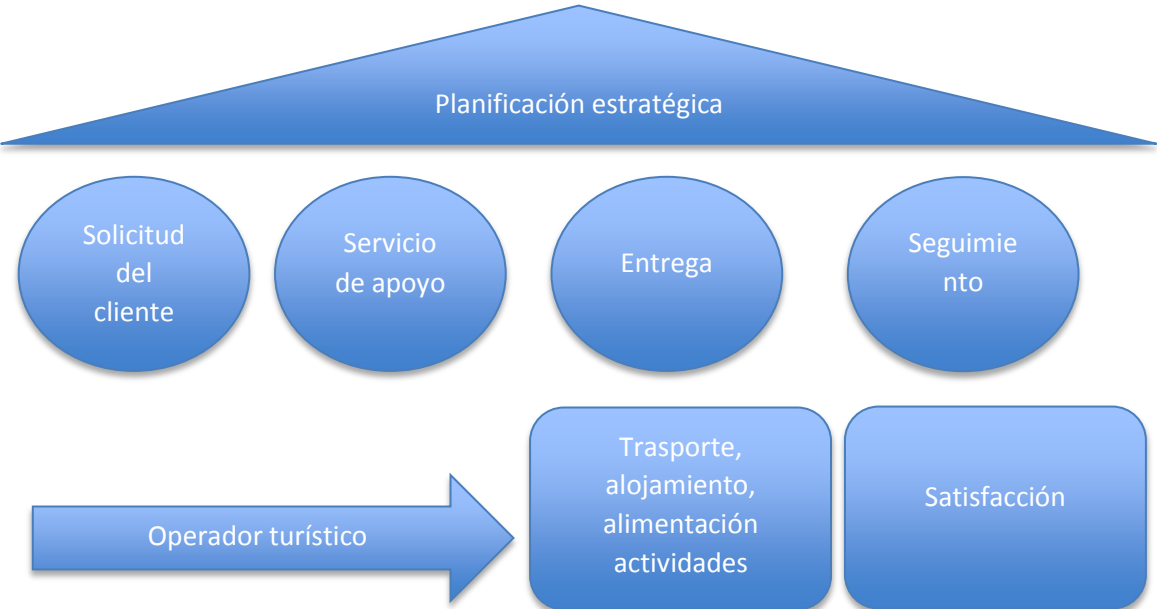 Planificación estratégica
Solicitud
del
cliente
Servicio
de apoyo
Entrega
Seguimie
nto
Operador turístico
Trasporte,
alojamiento,
alimentación
actividades
Satisfacción